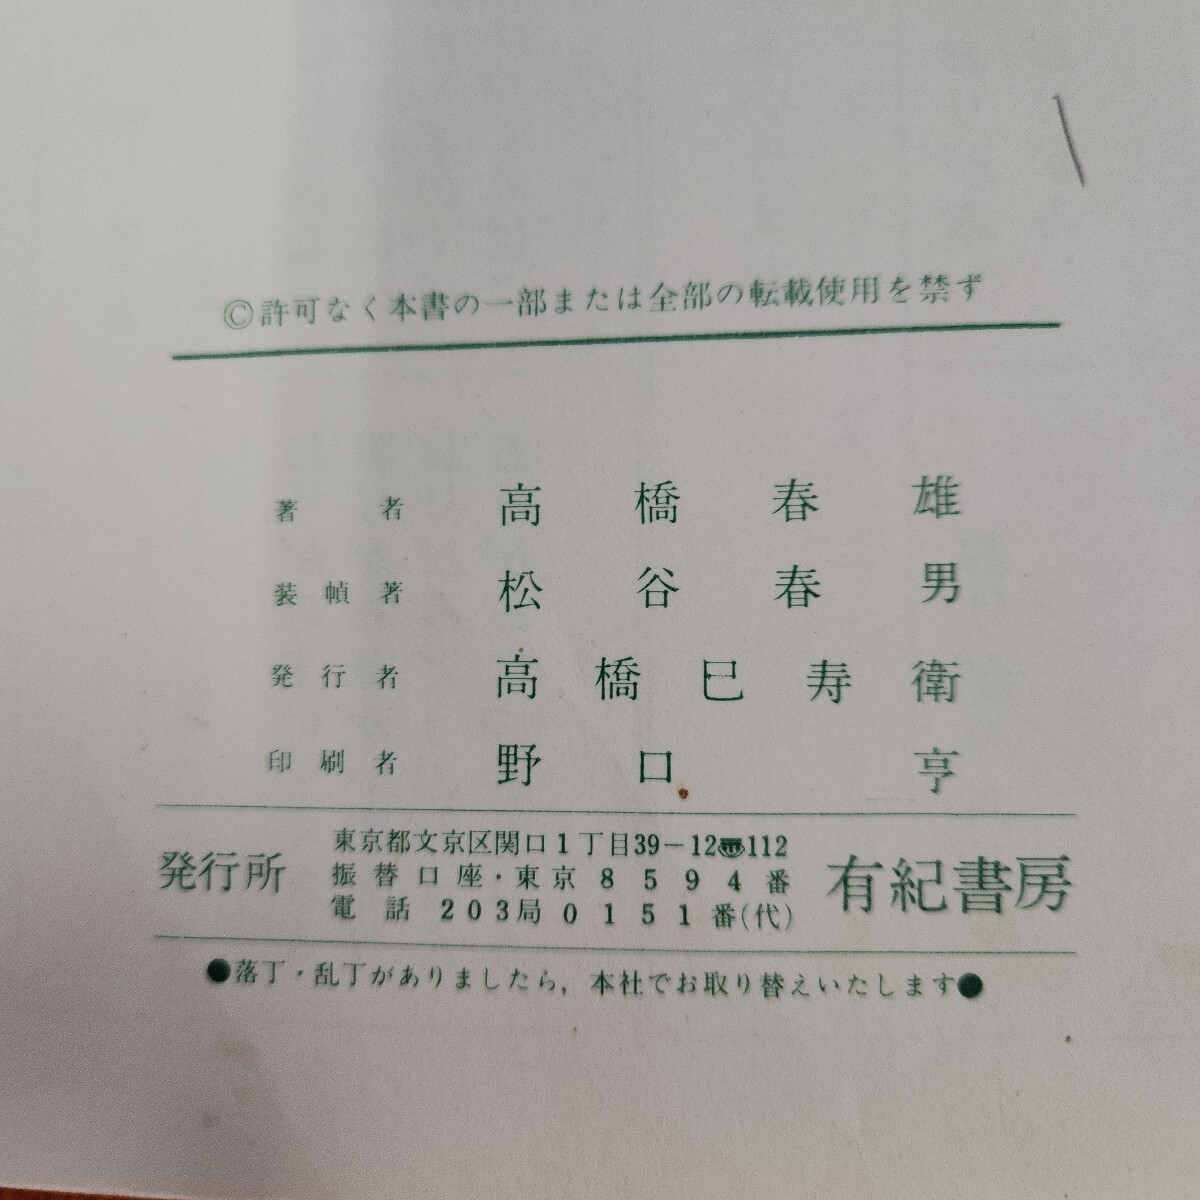 ©許可なく本書の一部または全部の転載使用を禁ず
著者 高橋春雄
装幀著 松谷春男
発行者 高橋巳寿衛
印刷者 野口亨
発行所
東京都文京区関口1丁目39-12〠112
振替口座・東京8594番
電話203局0151番(代)
有紀書房
●落丁・乱丁がありましたら,本社でお取り替えいたします●